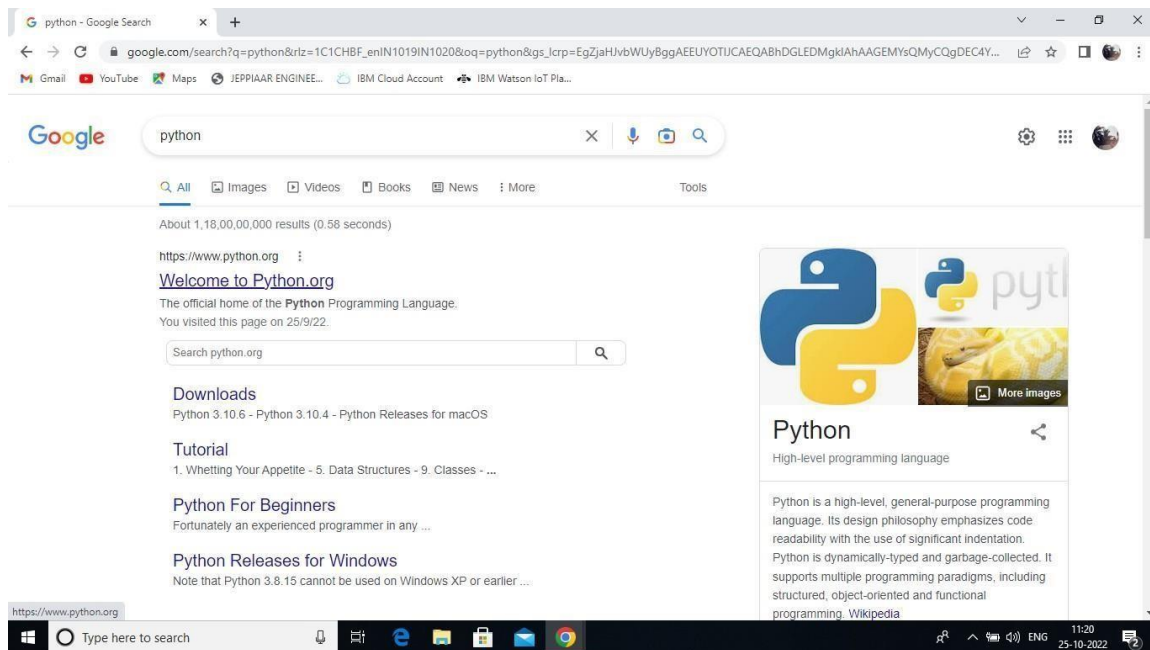 python - Google Search
google.com/search?q=python&rlz=1C1CHBF_enIN1019IN1020&oq=python&gs_lcrp=EgZjaHJvbWUyBggAEEUYOTIJCAEQABhDGLEDMgkIAhAAGEMYsQMyCQgDEC4Y...
Gmail YouTube Maps JEPPIAAR ENGINEE... IBM Cloud Account IBM Watson IoT Pla...
Google python
All Images Videos Books News More Tools
About 1,18,00,00,000 results (0.58 seconds)
https://www.python.org
Welcome to Python.org
The official home of the Python Programming Language.
You visited this page on 25/9/22.
Search python.org
Downloads
Python 3.10.6 - Python 3.10.4 - Python Releases for macOS
Tutorial
1. Whetting Your Appetite - 5. Data Structures - 9. Classes - ...
Python For Beginners
Fortunately an experienced programmer in any ...
Python Releases for Windows
Note that Python 3.8.15 cannot be used on Windows XP or earlier ...
pyth
More images
Python
High-level programming language
Python is a high-level, general-purpose programming
language. Its design philosophy emphasizes code
readability with the use of significant indentation.
Python is dynamically-typed and garbage-collected. It
supports multiple programming paradigms, including
structured, object-oriented and functional
programming. Wikipedia
https://www.python.org
Type here to search
ENG
11:20
25-10-2022
2